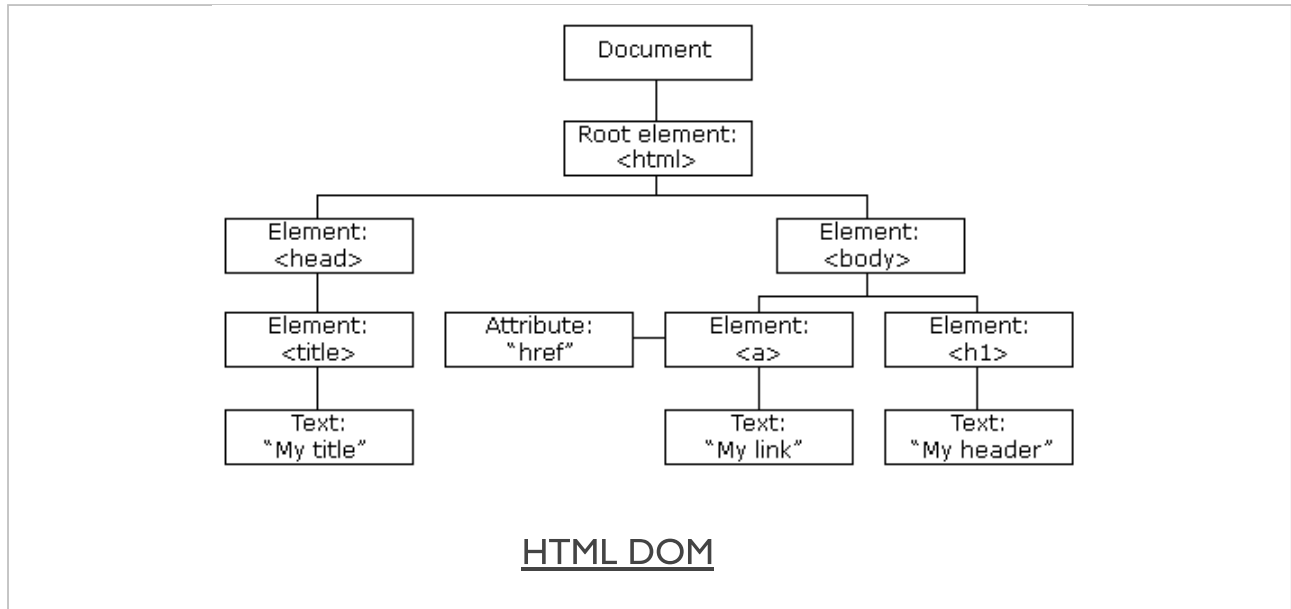 Document
Root element:
<html>
Element:
<head>
Element:
<body>
Element:
<title>
Attribute:
“href”
Element:
<a>
Element:
<h1>
Text:
“My title”
Text:
“My link”
Text:
“My header”
HTML DOM